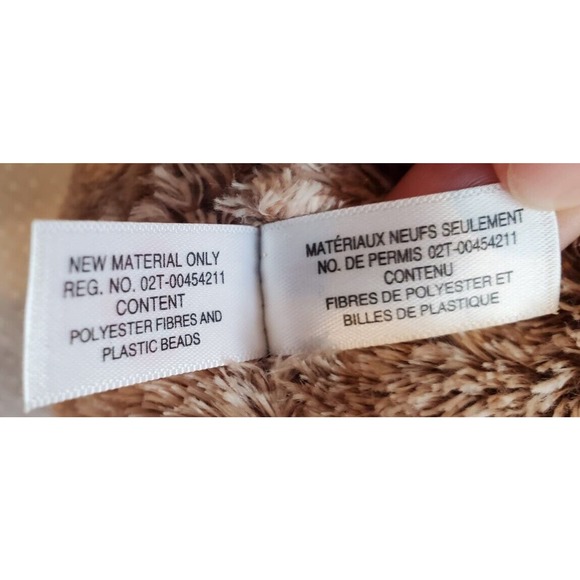 NEW MATERIAL ONLY
REG. NO. 02T-00454211
CONTENT
POLYESTER FIBRES AND
PLASTIC BEADS
MATÉRIAUX NEUFS SEULEMENT
NO. DE PERMIS 02T-00454211
CONTENU
FIBRES DE POLYESTER ET
BILLES DE PLASTIQUE